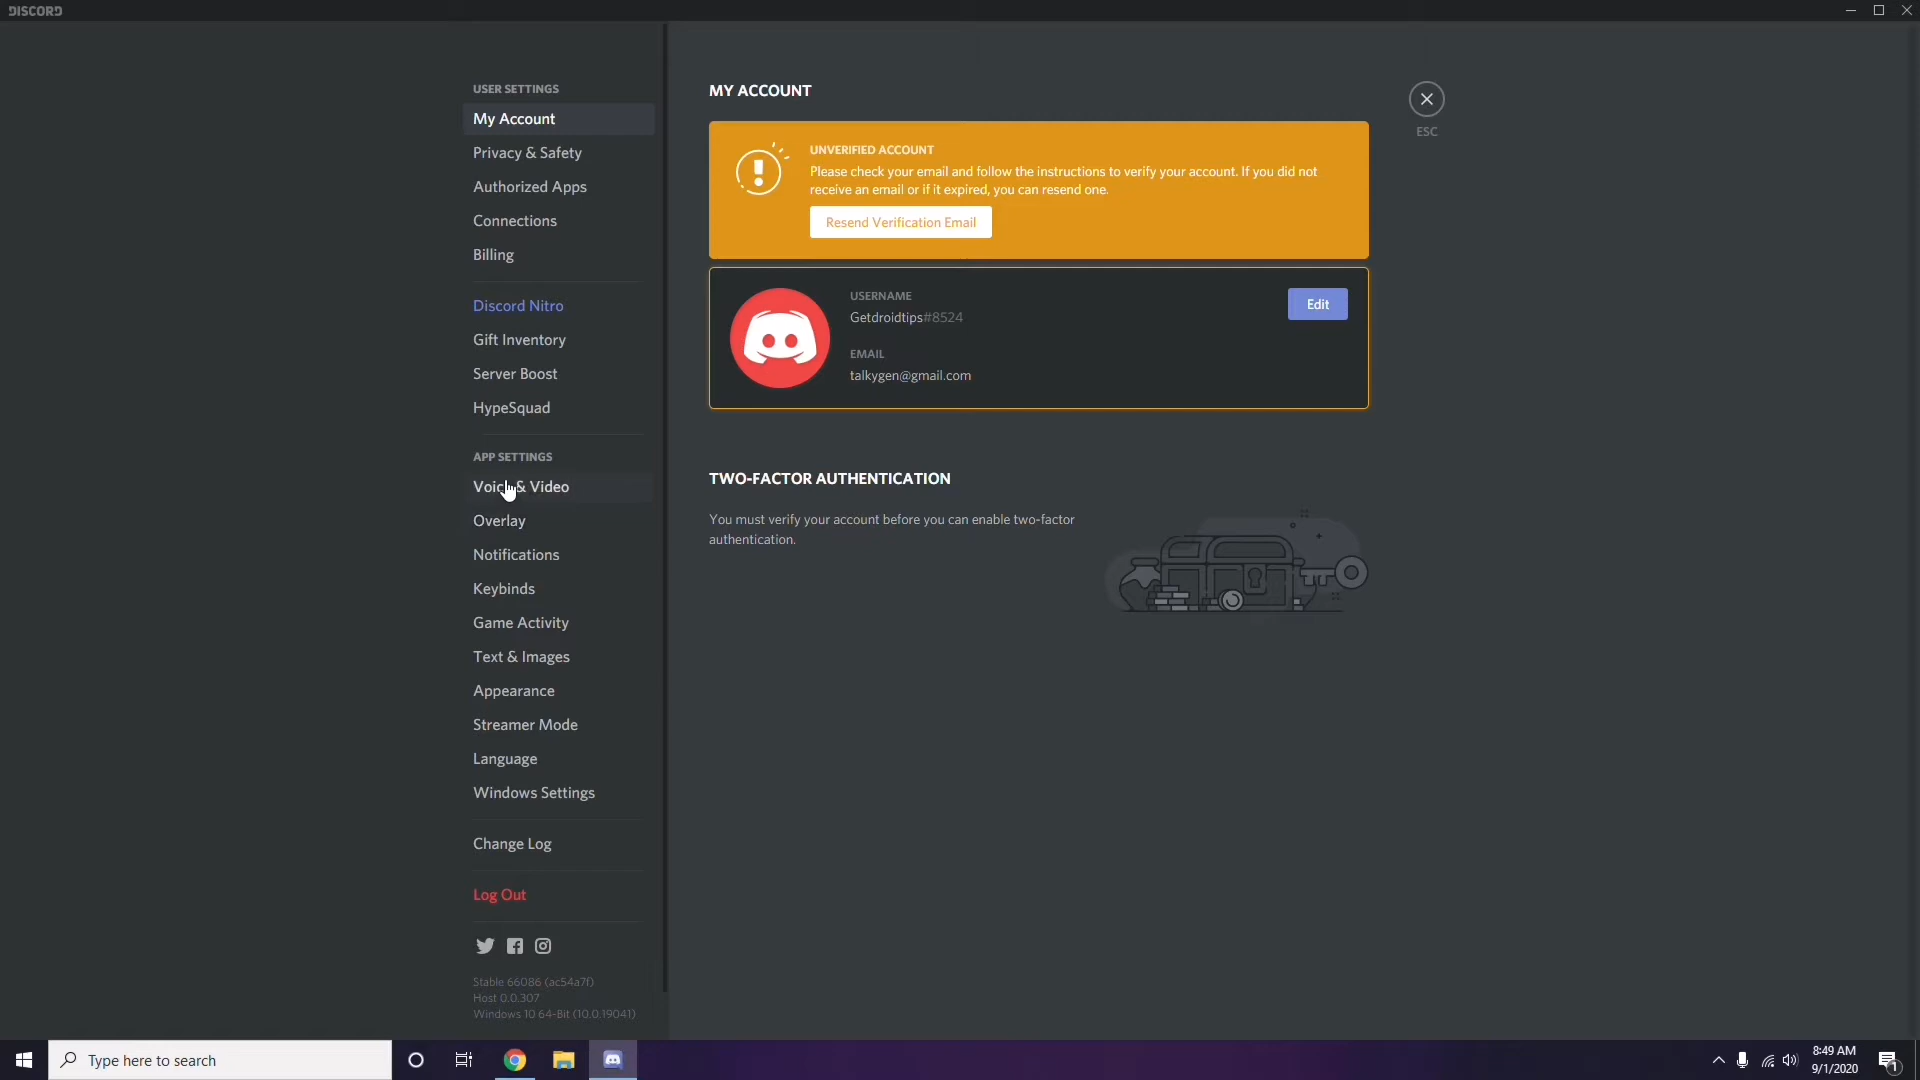 DISCORD
USER SETTINGS
My Account
Privacy & Safety
Authorized Apps
Connections
Billing
Discord Nitro
Gift Inventory
Server Boost
HypeSquad
APP SETTINGS
Voice & Video
Overlay
Notifications
Keybinds
Game Activity
Text & Images
Appearance
Streamer Mode
Language
Windows Settings
Change Log
Log Out
Stable 66086 (ac54a7f)
Host 0.0.307
Windows 10 64-Bit (10.0.19041)
MY ACCOUNT
ESC
UNVERIFIED ACCOUNT
Please check your email and follow the instructions to verify your account. If you did not
receive an email or if it expired, you can resend one.
Resend Verification Email
USERNAME
Getdroidtips#8524
Edit
EMAIL
talkygen@gmail.com
TWO-FACTOR AUTHENTICATION
You must verify your account before you can enable two-factor
authentication.
Type here to search
8:49 AM
9/1/2020
1